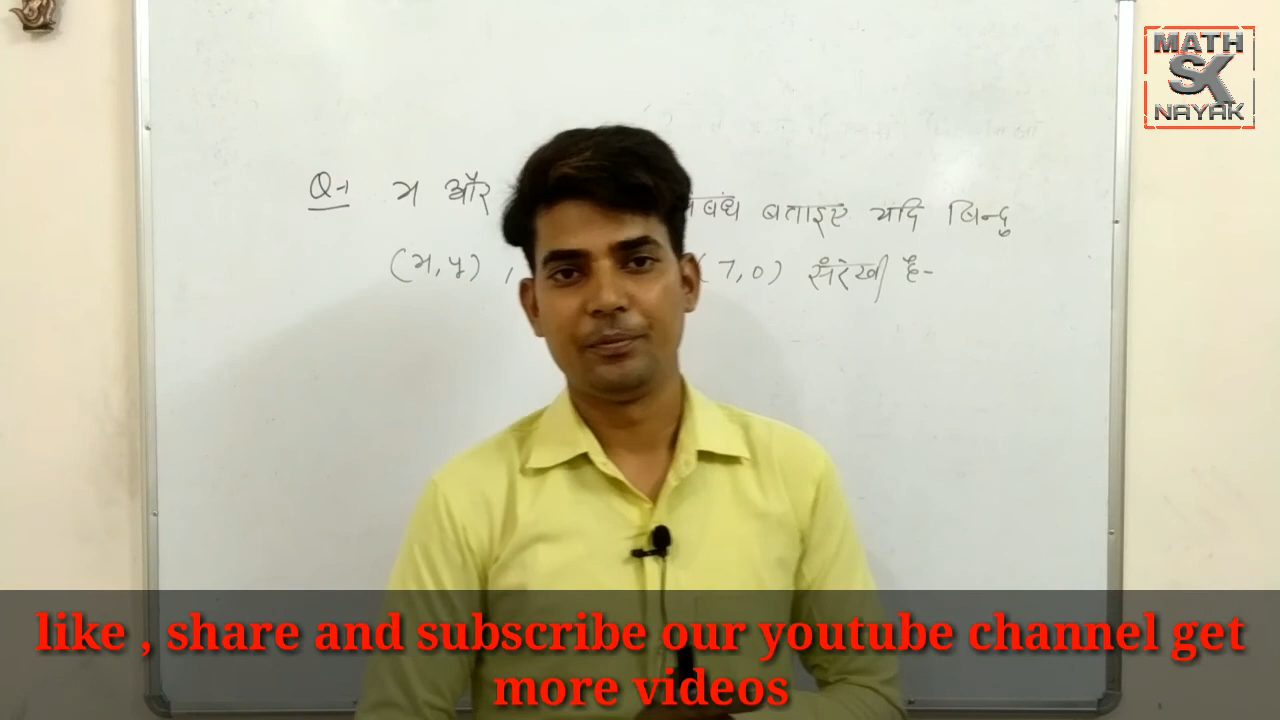 MATH
SK
NAYAK
Q-1 x और बंध बताइए यदि बिन्दु
(x, y) , (7, 0) संरेखी है-
like , share and subscribe our youtube channel get
more videos